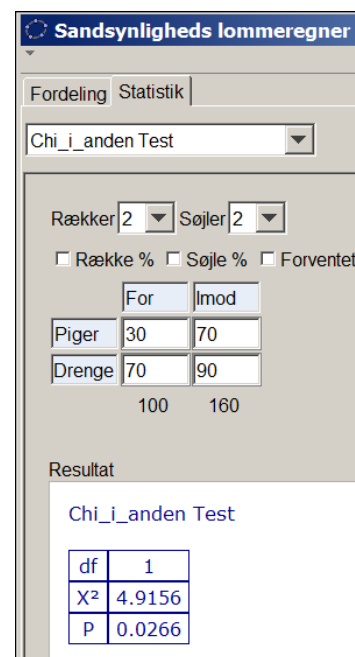 Sandsynligheds lommeregner
Fordeling Statistik
Chi_i_anden Test
Rækker 2 Søjler 2
Række % Søjle % Forventet
For Imod
Piger 30 70
Drenge 70 90
100 160
Resultat
Chi_i_anden Test
df 1
X² 4.9156
P 0.0266